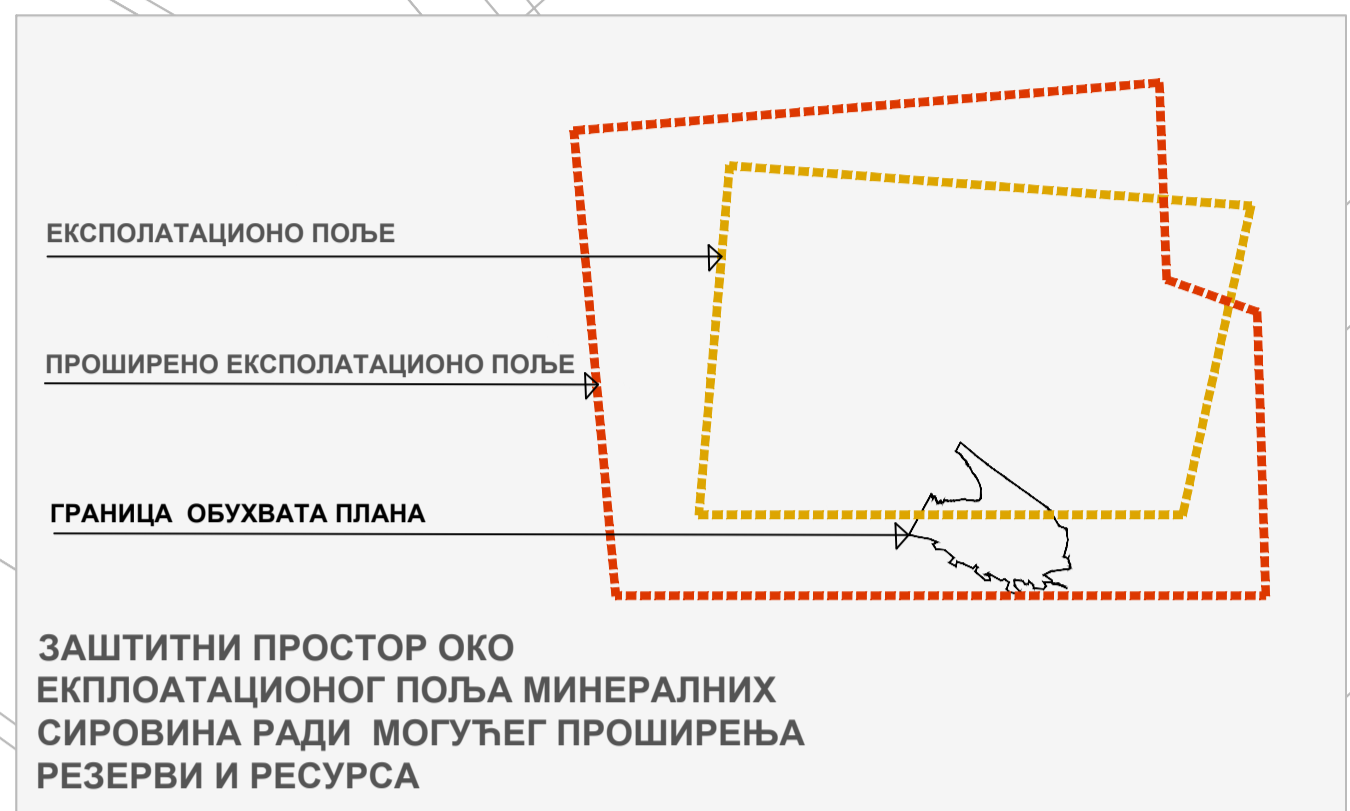 ЕКСПОЛАТАЦИОНО ПОЉЕ
ПРОШИРЕНО ЕКСПОЛАТАЦИОНО ПОЉЕ
ГРАНИЦА ОБУХВАТА ПЛАНА
ЗАШТИТНИ ПРОСТОР ОКО
ЕКПЛОАТАЦИОНОГ ПОЉА МИНЕРАЛНИХ
СИРОВИНА РАДИ МОГУЋЕГ ПРОШИРЕЊА
РЕЗЕРВИ И РЕСУРСА